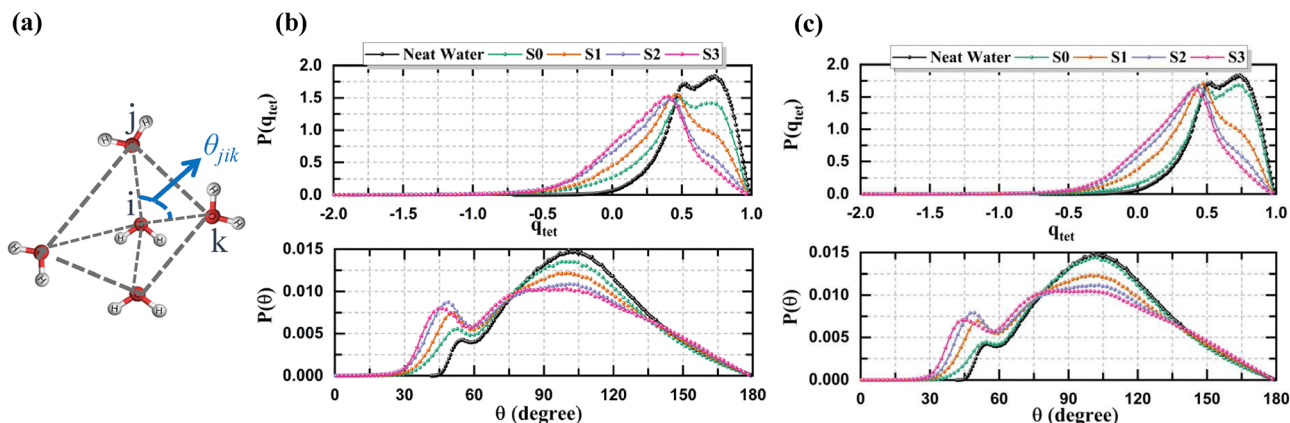 (a)
j
θjik
i
k
H H
H H
H H
H H
H H
(b)
Neat Water S0 S1 S2 S3
P(qtet)
2.0
1.5
1.0
0.5
0.0
-2.0 -1.5 -1.0 -0.5 0.0 0.5 1.0
qtet
P(θ)
0.015
0.010
0.005
0.000
0 30 60 90 120 150 180
θ (degree)
(c)
Neat Water S0 S1 S2 S3
P(qtet)
2.0
1.5
1.0
0.5
0.0
-2.0 -1.5 -1.0 -0.5 0.0 0.5 1.0
qtet
P(θ)
0.015
0.010
0.005
0.000
0 30 60 90 120 150 180
θ (degree)